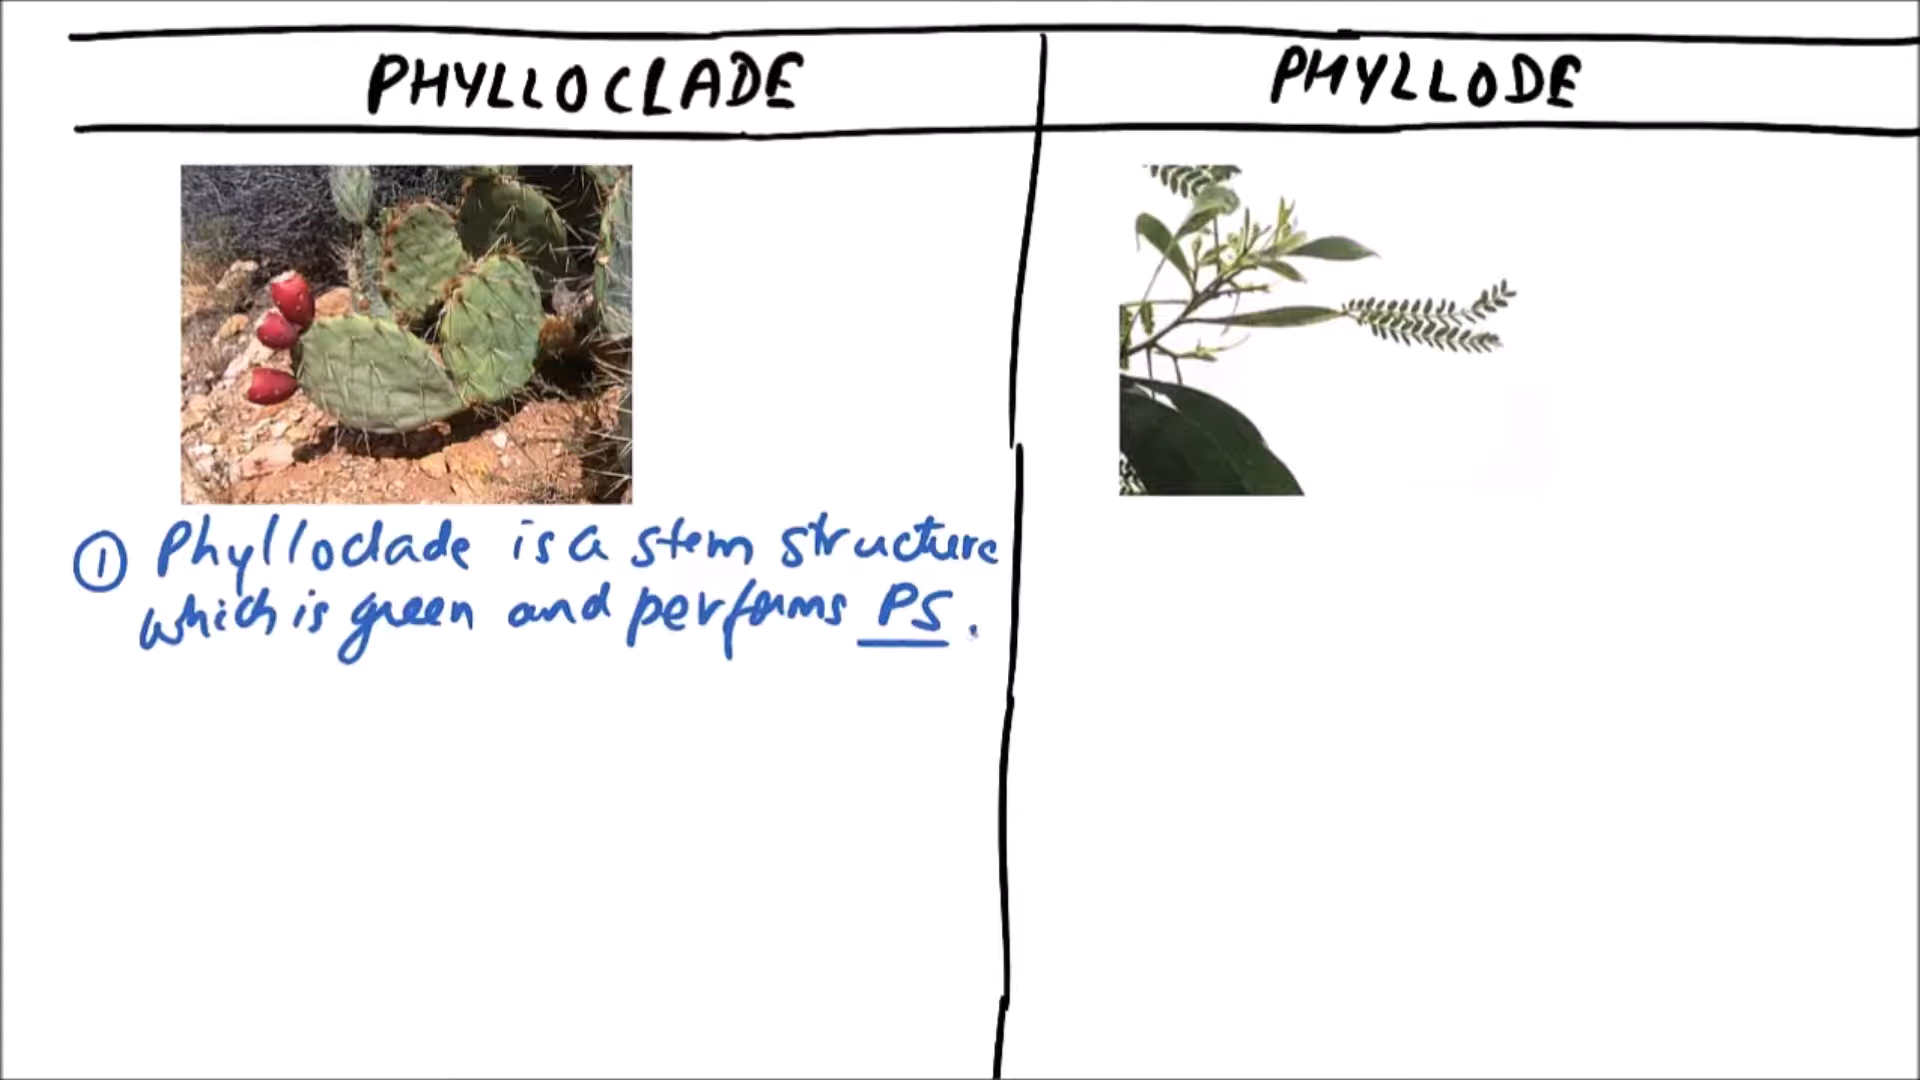 PHYLLOCLADE
PHYLLODE
① Phylloclade is a stem structure
which is green and performs PS.